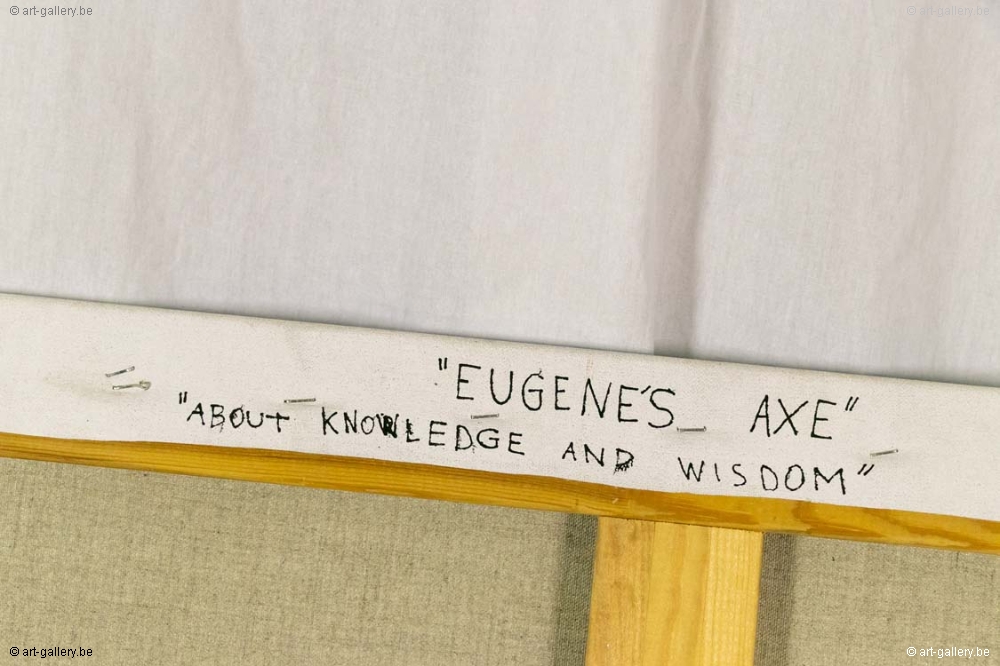 © art-gallery.be © art-gallery.be
"EUGENE'S AXE"
"ABOUT KNOWLEDGE AND WISDOM"
© art-gallery.be © art-gallery.be